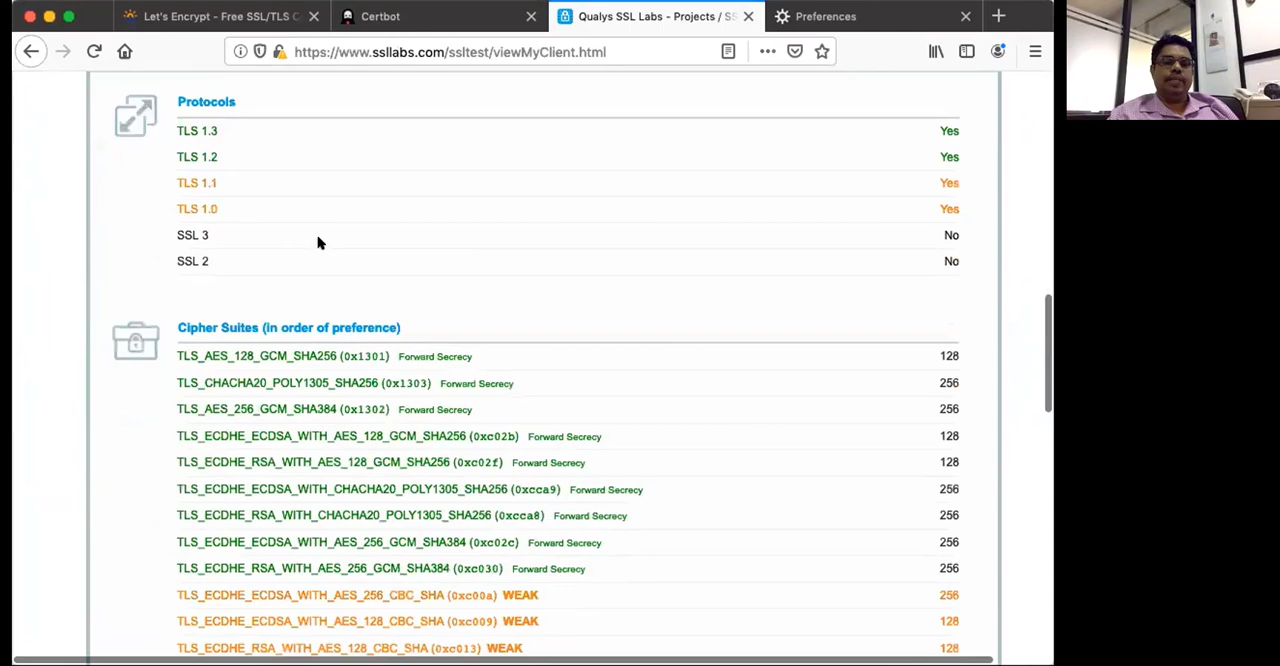 Let's Encrypt - Free SSL/TLS C
Certbot
Qualys SSL Labs - Projects / SS
Preferences
https://www.ssllabs.com/ssltest/viewMyClient.html
Protocols
TLS 1.3 Yes
TLS 1.2 Yes
TLS 1.1 Yes
TLS 1.0 Yes
SSL 3 No
SSL 2 No
Cipher Suites (in order of preference)
TLS_AES_128_GCM_SHA256 (0x1301) Forward Secrecy 128
TLS_CHACHA20_POLY1305_SHA256 (0x1303) Forward Secrecy 256
TLS_AES_256_GCM_SHA384 (0x1302) Forward Secrecy 256
TLS_ECDHE_ECDSA_WITH_AES_128_GCM_SHA256 (0xc02b) Forward Secrecy 128
TLS_ECDHE_RSA_WITH_AES_128_GCM_SHA256 (0xc02f) Forward Secrecy 128
TLS_ECDHE_ECDSA_WITH_CHACHA20_POLY1305_SHA256 (0xcca9) Forward Secrecy 256
TLS_ECDHE_RSA_WITH_CHACHA20_POLY1305_SHA256 (0xcca8) Forward Secrecy 256
TLS_ECDHE_ECDSA_WITH_AES_256_GCM_SHA384 (0xc02c) Forward Secrecy 256
TLS_ECDHE_RSA_WITH_AES_256_GCM_SHA384 (0xc030) Forward Secrecy 256
TLS_ECDHE_ECDSA_WITH_AES_256_CBC_SHA (0xc00a) WEAK 256
TLS_ECDHE_ECDSA_WITH_AES_128_CBC_SHA (0xc009) WEAK 128
TLS_ECDHE_RSA_WITH_AES_128_CBC_SHA (0xc013) WEAK 128